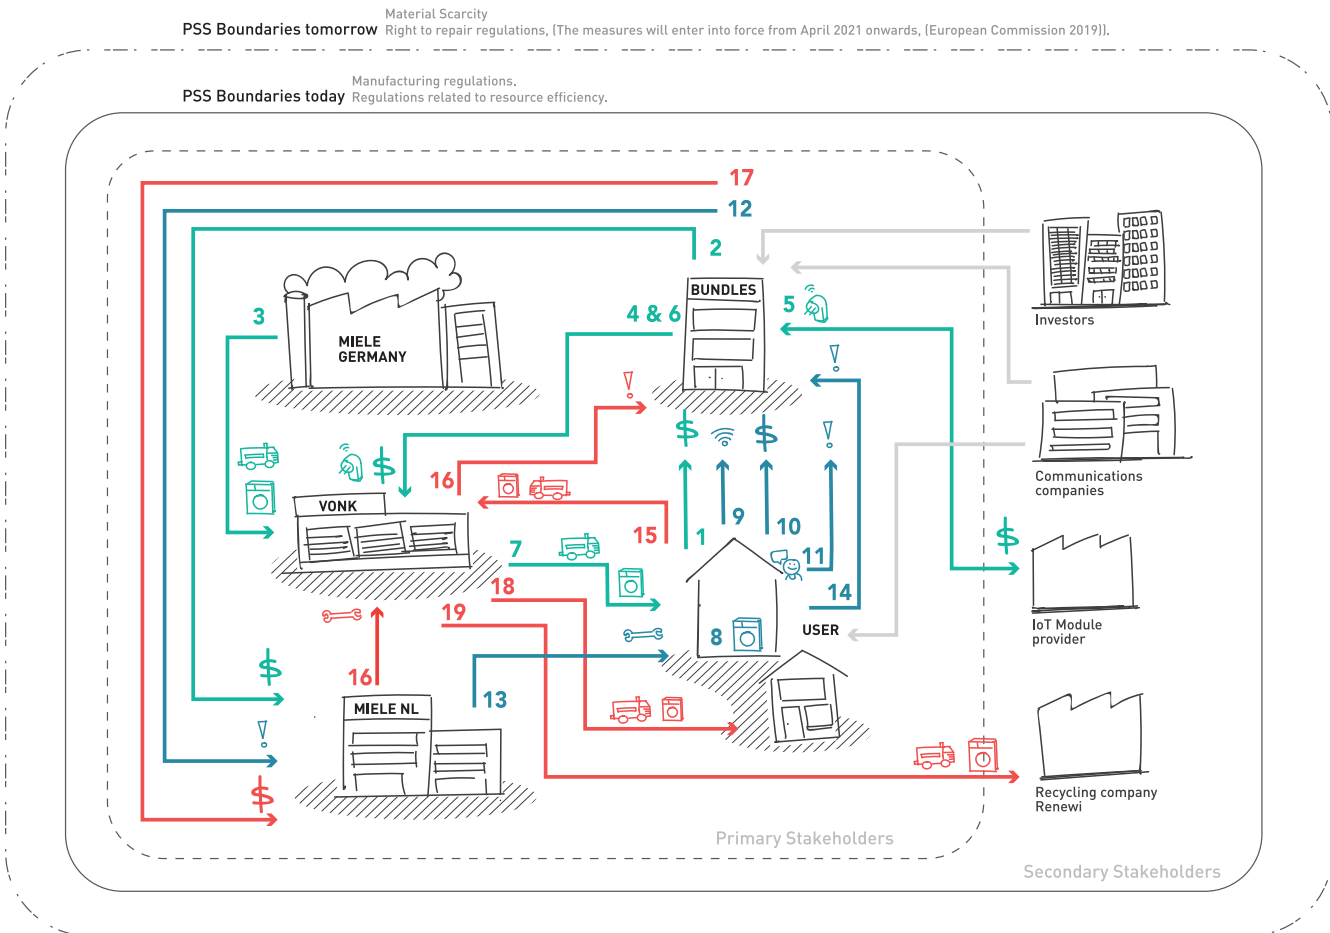 Material Scarcity
PSS Boundaries tomorrow Right to repair regulations, (The measures will enter into force from April 2021 onwards, (European Commission 2019)).
Manufacturing regulations.
PSS Boundaries today Regulations related to resource efficiency.
17
12
2
BUNDLES
3
4 & 6
5
Investors
MIELE
GERMANY
!
!
$
$
!
$
16
Communications
companies
VONK
15
1
9
10
$
7
11
18
14
19
8
USER
IoT Module
provider
16
$
13
MIELE NL
!
$
Recycling company
Renewi
Primary Stakeholders
Secondary Stakeholders